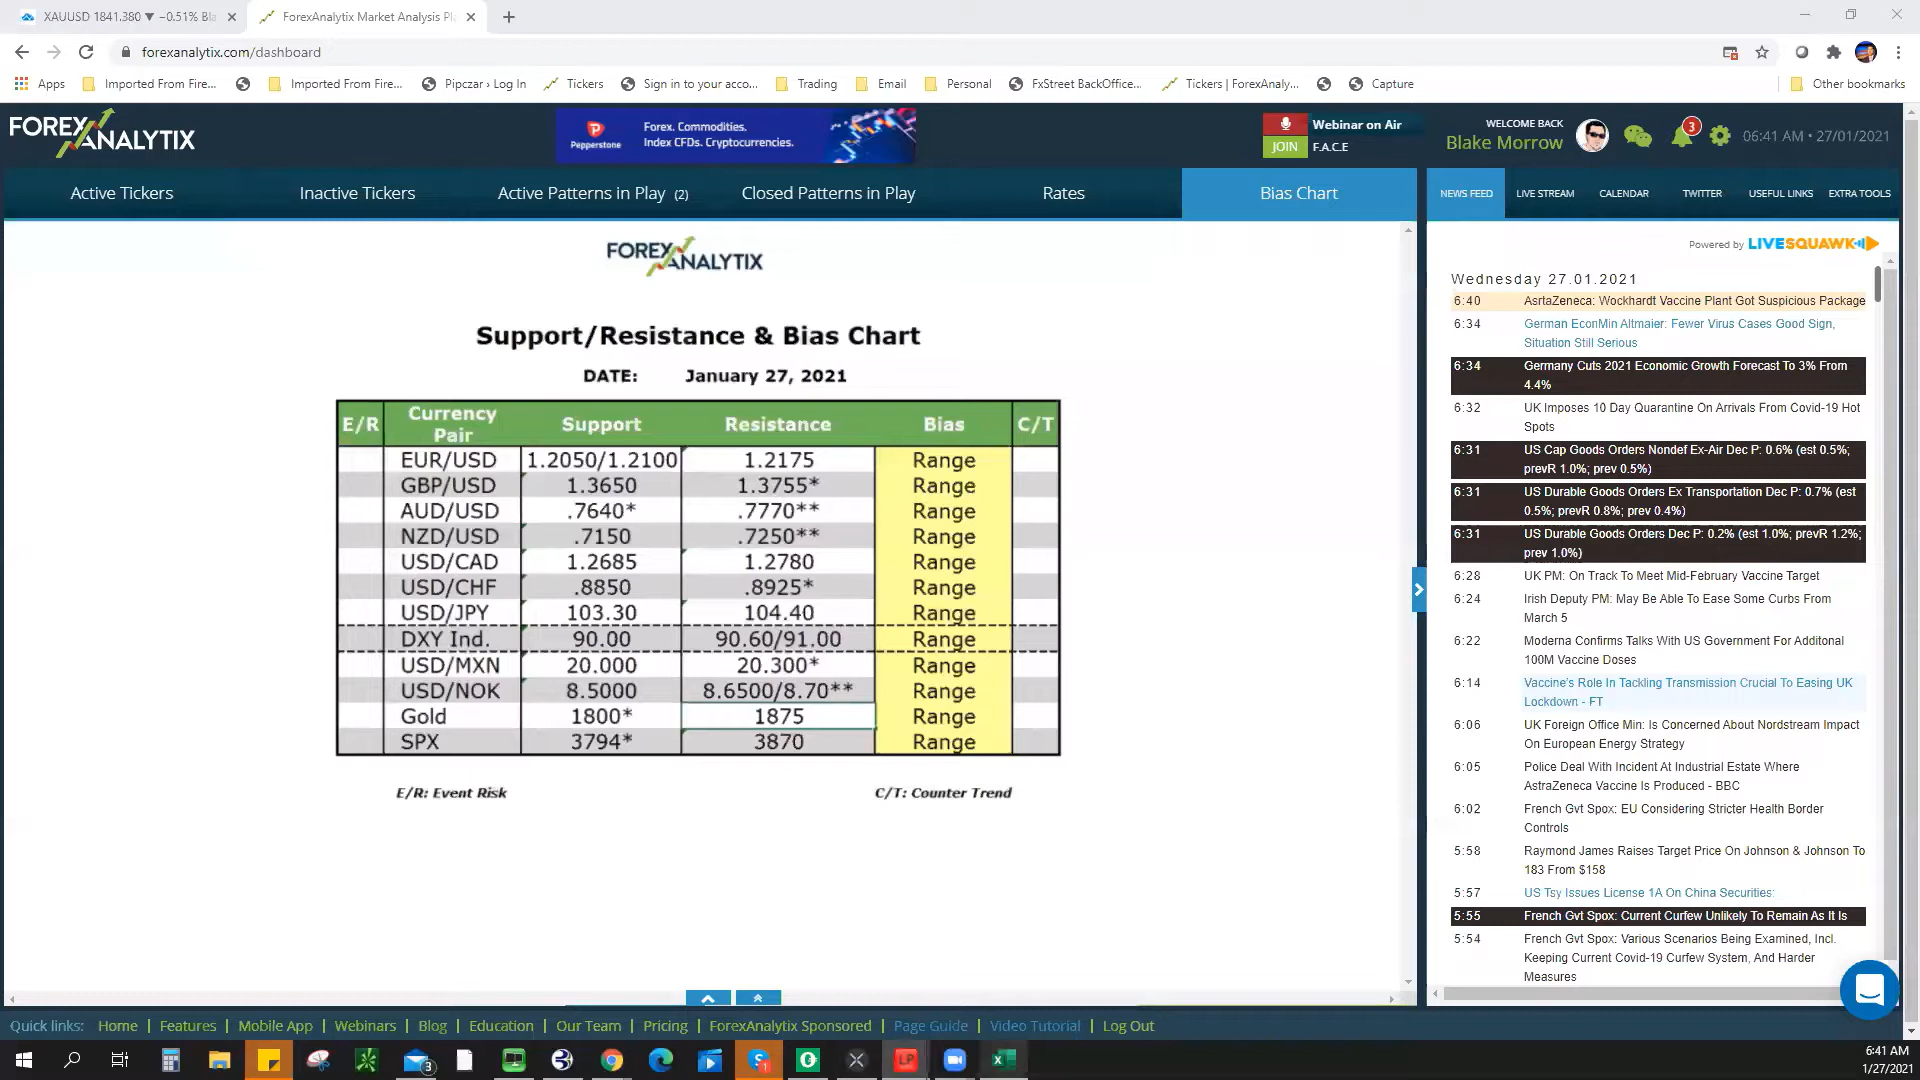 XAUUSD 1841.380 ▼ −0.51% Bla
ForexAnalytix Market Analysis Pl
forexanalytix.com/dashboard
Apps
Imported From Fire...
Imported From Fire...
Pipczar › Log In
Tickers
Sign in to your acco...
Trading
Email
Personal
FxStreet BackOffice...
Tickers | ForexAnaly...
Capture
Other bookmarks
FOREX ANALYTIX
Pepperstone
Forex. Commodities.
Index CFDs. Cryptocurrencies.
JOIN
Webinar on Air
F.A.C.E
WELCOME BACK
Blake Morrow
3
06:41 AM • 27/01/2021
Active Tickers
Inactive Tickers
Active Patterns in Play (2)
Closed Patterns in Play
Rates
Bias Chart
NEWS FEED
LIVE STREAM
CALENDAR
TWITTER
USEFUL LINKS
EXTRA TOOLS
FOREX ANALYTIX
Support/Resistance & Bias Chart
DATE: January 27, 2021
E/R Currency Pair Support Resistance Bias C/T
EUR/USD 1.2050/1.2100 1.2175 Range
GBP/USD 1.3650 1.3755* Range
AUD/USD .7640* .7770** Range
NZD/USD .7150 .7250** Range
USD/CAD 1.2685 1.2780 Range
USD/CHF .8850 .8925* Range
USD/JPY 103.30 104.40 Range
DXY Ind. 90.00 90.60/91.00 Range
USD/MXN 20.000 20.300* Range
USD/NOK 8.5000 8.6500/8.70** Range
Gold 1800* 1875 Range
SPX 3794* 3870 Range
E/R: Event Risk
C/T: Counter Trend
Powered by LIVESQUAWK
Wednesday 27.01.2021
6:40 AsrtaZeneca: Wockhardt Vaccine Plant Got Suspicious Package
6:34 German EconMin Altmaier: Fewer Virus Cases Good Sign,
Situation Still Serious
6:34 Germany Cuts 2021 Economic Growth Forecast To 3% From
4.4%
6:32 UK Imposes 10 Day Quarantine On Arrivals From Covid-19 Hot
Spots
6:31 US Cap Goods Orders Nondef Ex-Air Dec P: 0.6% (est 0.5%;
prevR 1.0%; prev 0.5%)
6:31 US Durable Goods Orders Ex Transportation Dec P: 0.7% (est
0.5%; prevR 0.8%; prev 0.4%)
6:31 US Durable Goods Orders Dec P: 0.2% (est 1.0%; prevR 1.2%;
prev 1.0%)
6:28 UK PM: On Track To Meet Mid-February Vaccine Target
6:24 Irish Deputy PM: May Be Able To Ease Some Curbs From
March 5
6:22 Moderna Confirms Talks With US Government For Additonal
100M Vaccine Doses
6:14 Vaccine's Role In Tackling Transmission Crucial To Easing UK
Lockdown - FT
6:06 UK Foreign Office Min: Is Concerned About Nordstream Impact
On European Energy Strategy
6:05 Police Deal With Incident At Industrial Estate Where
AstraZeneca Vaccine Is Produced - BBC
6:02 French Gvt Spox: EU Considering Stricter Health Border
Controls
5:58 Raymond James Raises Target Price On Johnson & Johnson To
183 From $158
5:57 US Tsy Issues License 1A On China Securities:
5:55 French Gvt Spox: Current Curfew Unlikely To Remain As It Is
5:54 French Gvt Spox: Various Scenarios Being Examined, Incl.
Keeping Current Covid-19 Curfew System, And Harder
Measures
Quick links: Home | Features | Mobile App | Webinars | Blog | Education | Our Team | Pricing | ForexAnalytix Sponsored | Page Guide | Video Tutorial | Log Out
3
1
LP
6:41 AM
1/27/2021